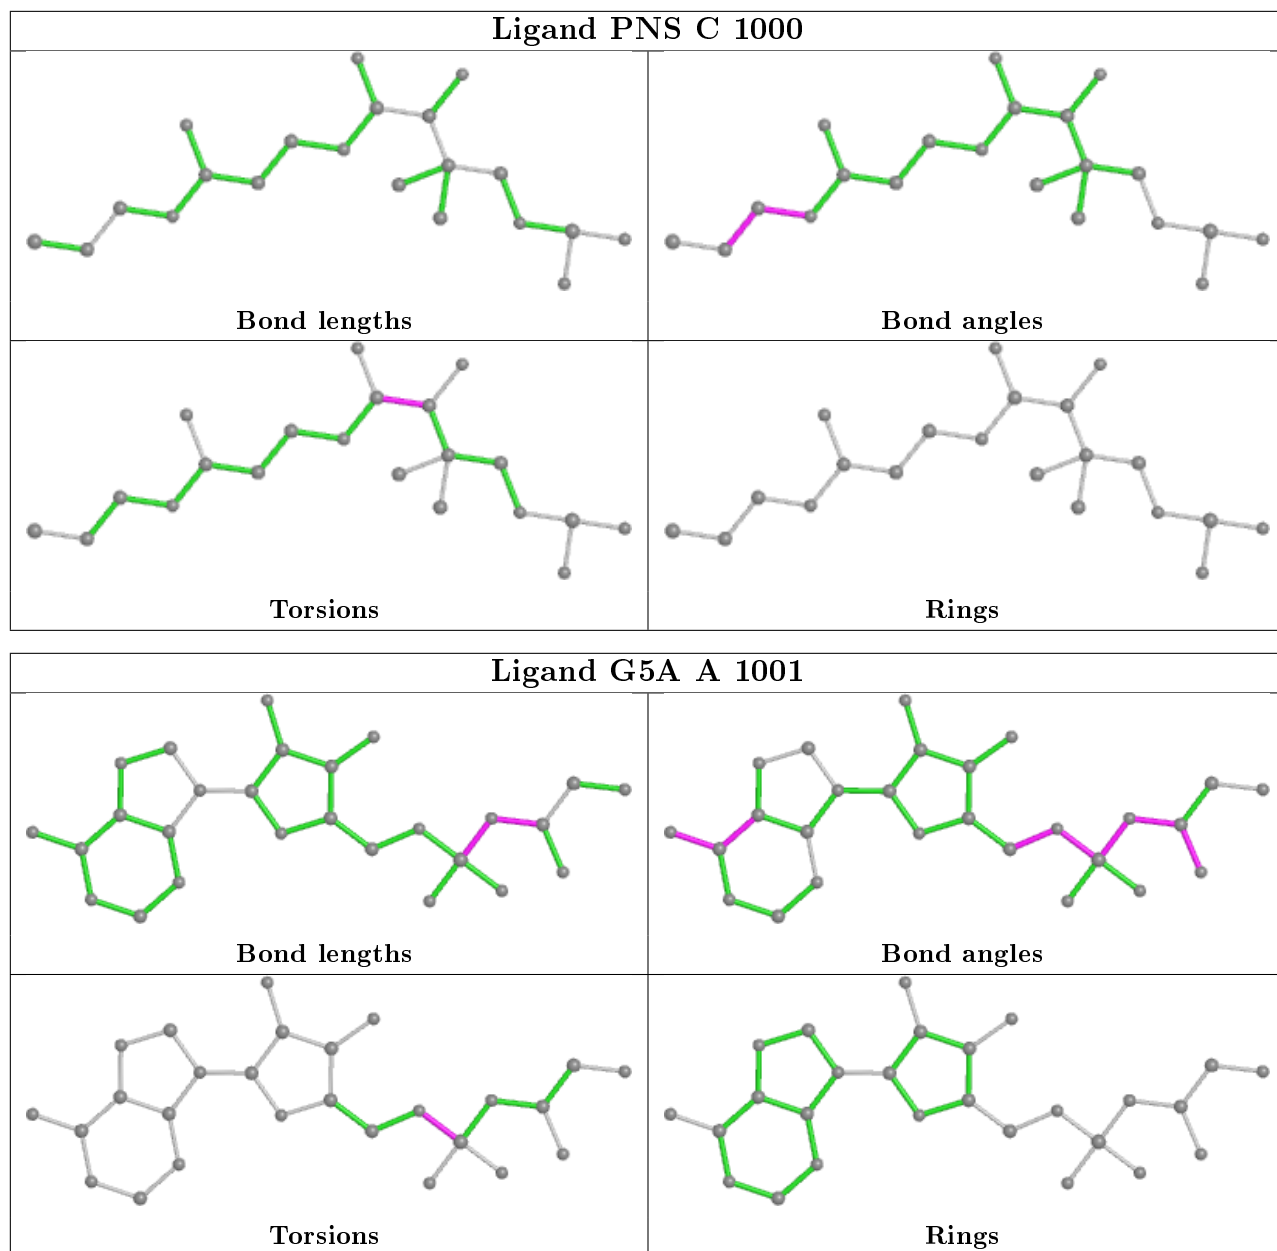 Ligand PNS C 1000
Bond lengths
Bond angles
Torsions
Rings
Ligand G5A A 1001
Bond lengths
Bond angles
Torsions
Rings